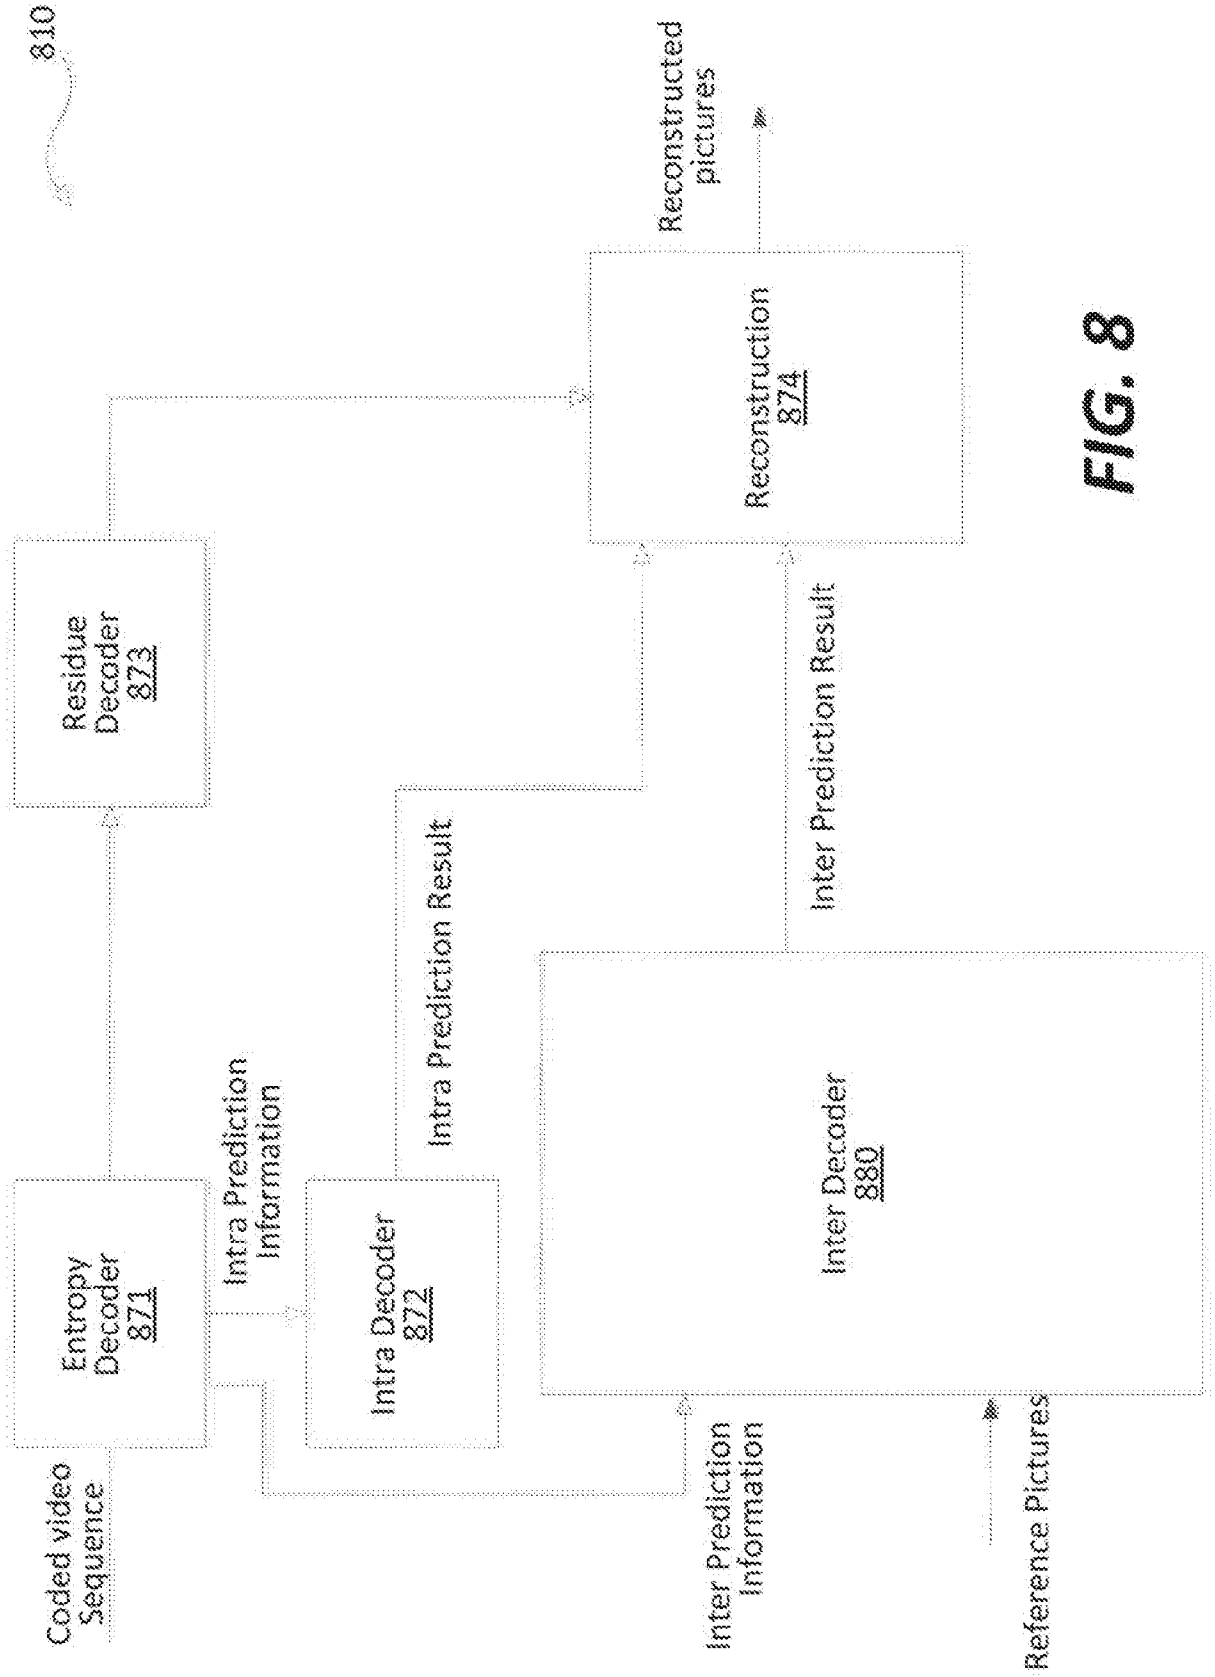 810
Coded video
Sequence
Entropy
Decoder
871
Residue
Decoder
873
Intra Prediction
Information
Intra Decoder
872
Intra Prediction Result
Reconstructed
pictures
Reconstruction
874
Inter Prediction
Information
Inter Decoder
880
Inter Prediction Result
Reference Pictures
FIG. 8